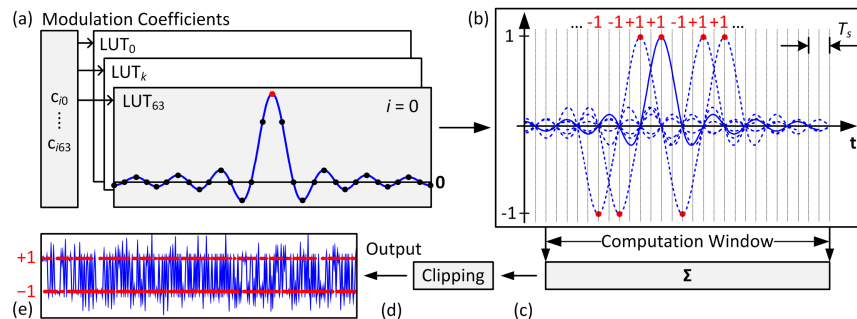 (a) Modulation Coefficients
LUT0
LUTk
LUT63
i = 0
ci0
⋮
ci63
0
(b)
... -1 -1 +1 +1 -1 +1 +1 ...
Ts
1
t
-1
Computation Window
Σ
(c)
Clipping
(d)
Output
+1
−1
(e)